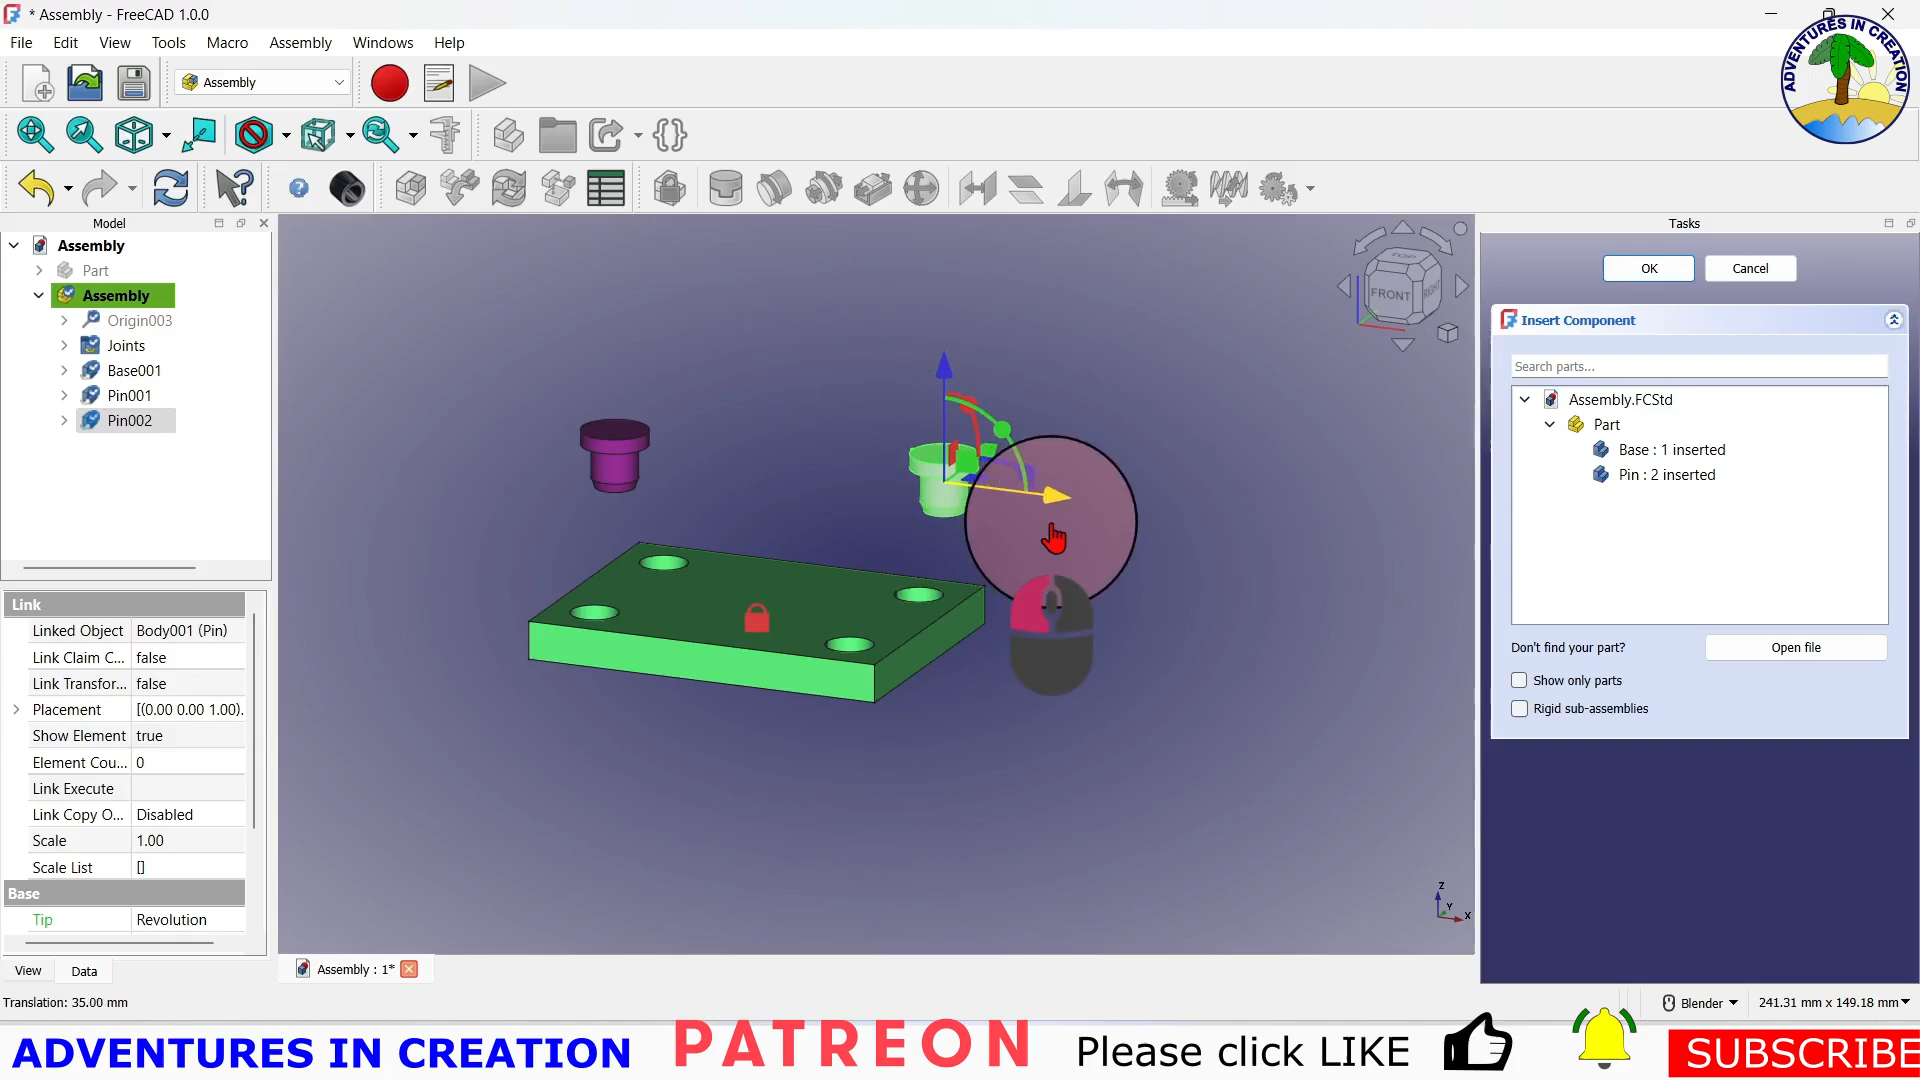 * Assembly - FreeCAD 1.0.0
File Edit View Tools Macro Assembly Windows Help
Assembly
ADVENTURES IN CREATION
Model
Assembly
Part
Assembly
Origin003
Joints
Base001
Pin001
Pin002
Link
Linked Object Body001 (Pin)
Link Claim C... false
Link Transfor... false
Placement [(0.00 0.00 1.00).
Show Element true
Element Cou... 0
Link Execute
Link Copy O... Disabled
Scale 1.00
Scale List []
Base
Tip Revolution
View Data
TOP
FRONT
RIGHT
Z
Y
X
Assembly : 1*
Tasks
OK Cancel
Insert Component
Search parts...
Assembly.FCStd
Part
Base : 1 inserted
Pin : 2 inserted
Don't find your part? Open file
Show only parts
Rigid sub-assemblies
Translation: 35.00 mm
Blender 241.31 mm x 149.18 mm
ADVENTURES IN CREATION PATREON Please click LIKE SUBSCRIBE